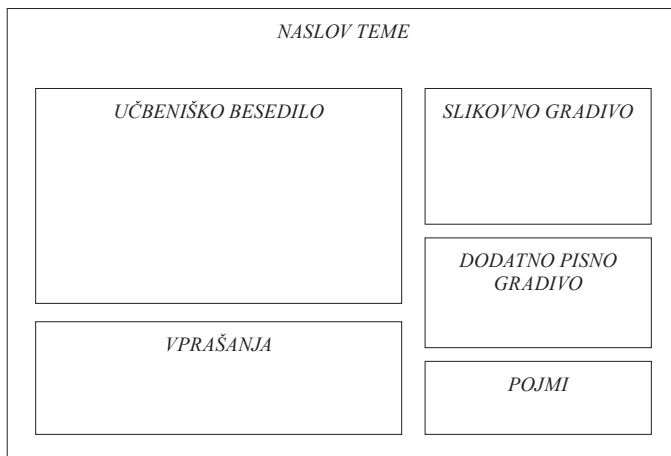 NASLOV TEME
UČBENIŠKO BESEDILO
VPRAŠANJA
SLIKOVNO GRADIVO
DODATNO PISNO
GRADIVO
POJMI